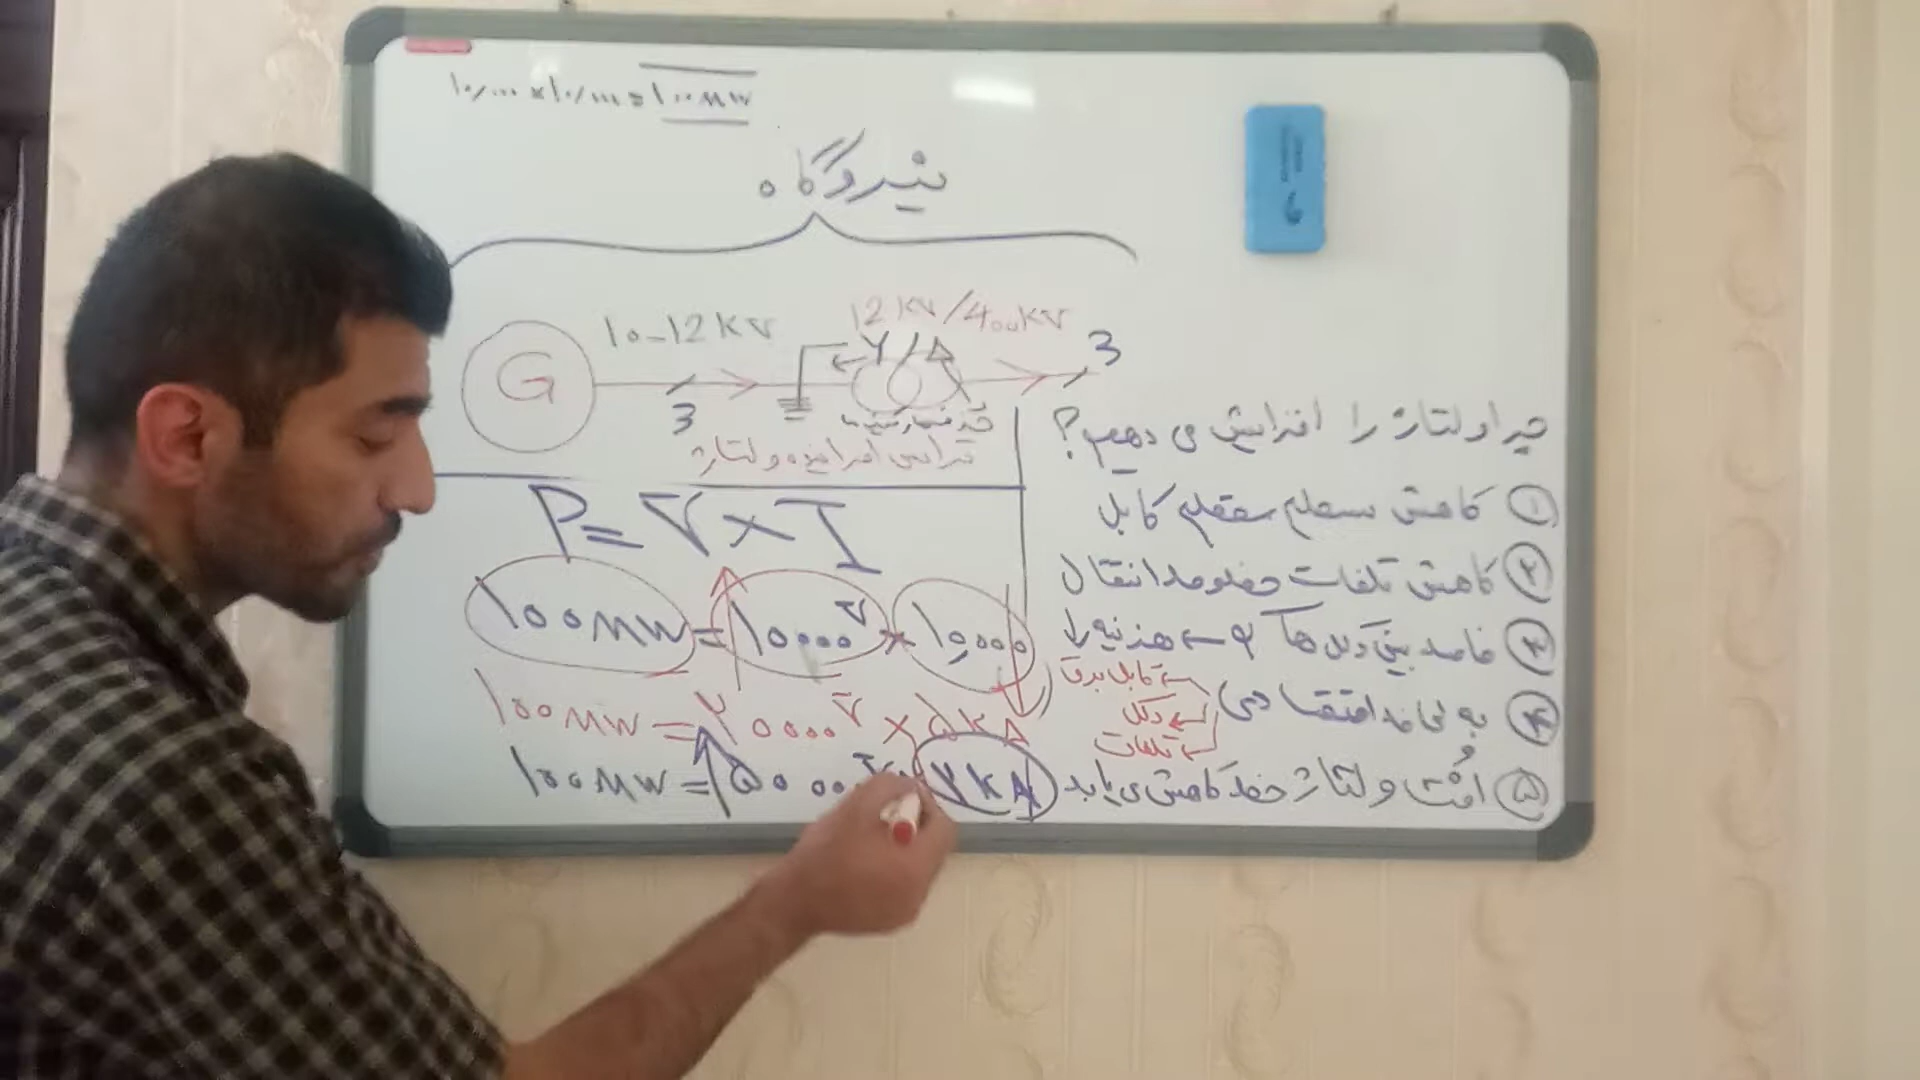 ۱۰/۰۰۰ × ۱۰/۰۰۰ = ۱۰۰MW
نیروگاه
۱۰-۱2KV
12KV/400KV
Y/Δ
G
3
3
ترانس افزاینده ولتاژ
P=V×I
۱۰۰MW=۱۰۰۰۰V×۱۰,۰۰۰
۱۰۰MW=۲۰۰۰۰V×۵KA
۱۰۰MW=۵۰۰۰۰V ۲KA
چرا ولتاژ را افزایش می دهیم؟
۱ کاهش سطح مقطع کابل
۲ کاهش تلفات خطوط انتقال
۳ فاصله بین دکل ها ↑ ← هزینه ↓
۴ به لحاظ اقتصادی
← کابل برق
← دکل
← تلفات
۵ اُفت ولتاژ خط کاهش می یابد